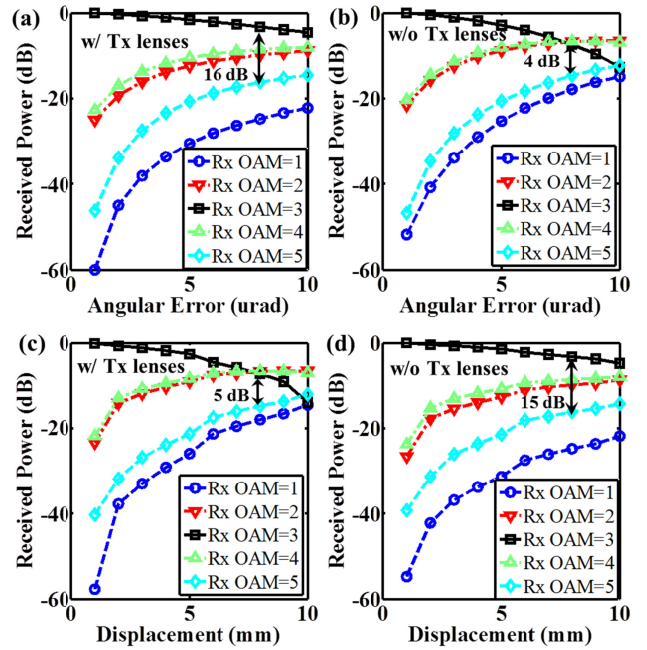 (a)
0
-20
-40
-60
Received Power (dB)
w/ Tx lenses
16 dB
Rx OAM=1
Rx OAM=2
Rx OAM=3
Rx OAM=4
Rx OAM=5
5
10
Angular Error (urad)
(b)
0
-20
-40
-60
Received Power (dB)
w/o Tx lenses
4 dB
Rx OAM=1
Rx OAM=2
Rx OAM=3
Rx OAM=4
Rx OAM=5
5
10
Angular Error (urad)
(c)
0
-20
-40
-60
Received Power (dB)
w/ Tx lenses
5 dB
Rx OAM=1
Rx OAM=2
Rx OAM=3
Rx OAM=4
Rx OAM=5
5
10
Displacement (mm)
(d)
0
-20
-40
-60
Received Power (dB)
w/o Tx lenses
15 dB
Rx OAM=1
Rx OAM=2
Rx OAM=3
Rx OAM=4
Rx OAM=5
5
10
Displacement (mm)